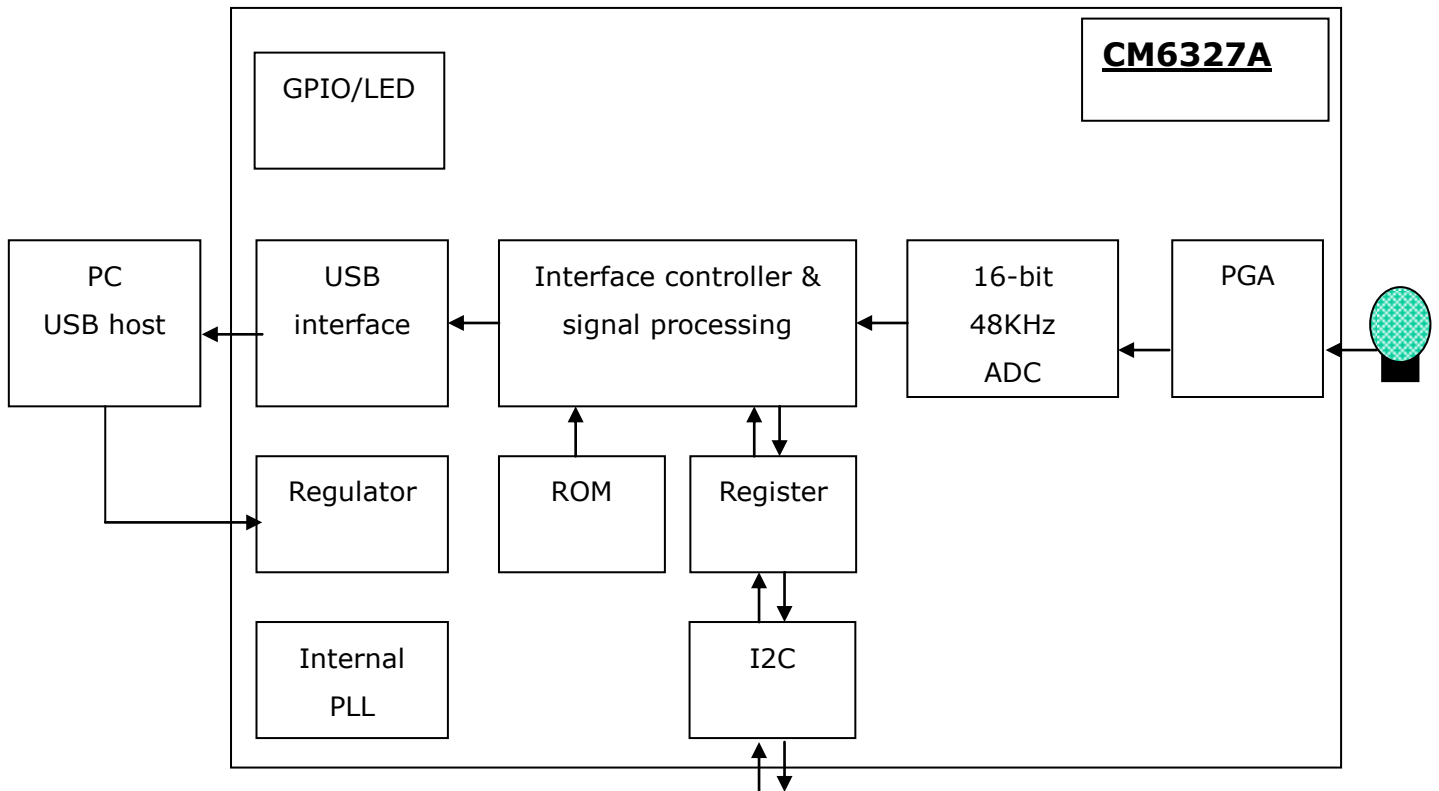 CM6327A
GPIO/LED
PC
USB host
USB
interface
Interface controller &
signal processing
16-bit
48KHz
ADC
PGA
Regulator
ROM
Register
Internal
PLL
I2C